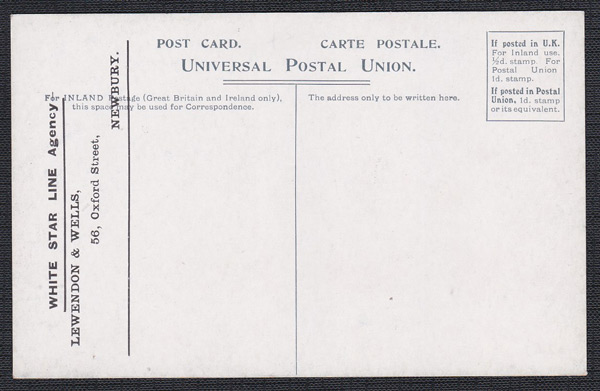 POST CARD. CARTE POSTALE.
UNIVERSAL POSTAL UNION.
For INLAND Postage (Great Britain and Ireland only),
this space may be used for Correspondence.
The address only to be written here.
If posted in U.K.
For Inland use.
½d. stamp. For
Postal Union
1d. stamp.
If posted in Postal
Union, 1d. stamp
or its equivalent.
WHITE STAR LINE Agency:
LEWENDON & WELLS,
56, Oxford Street,
NEWBURY.